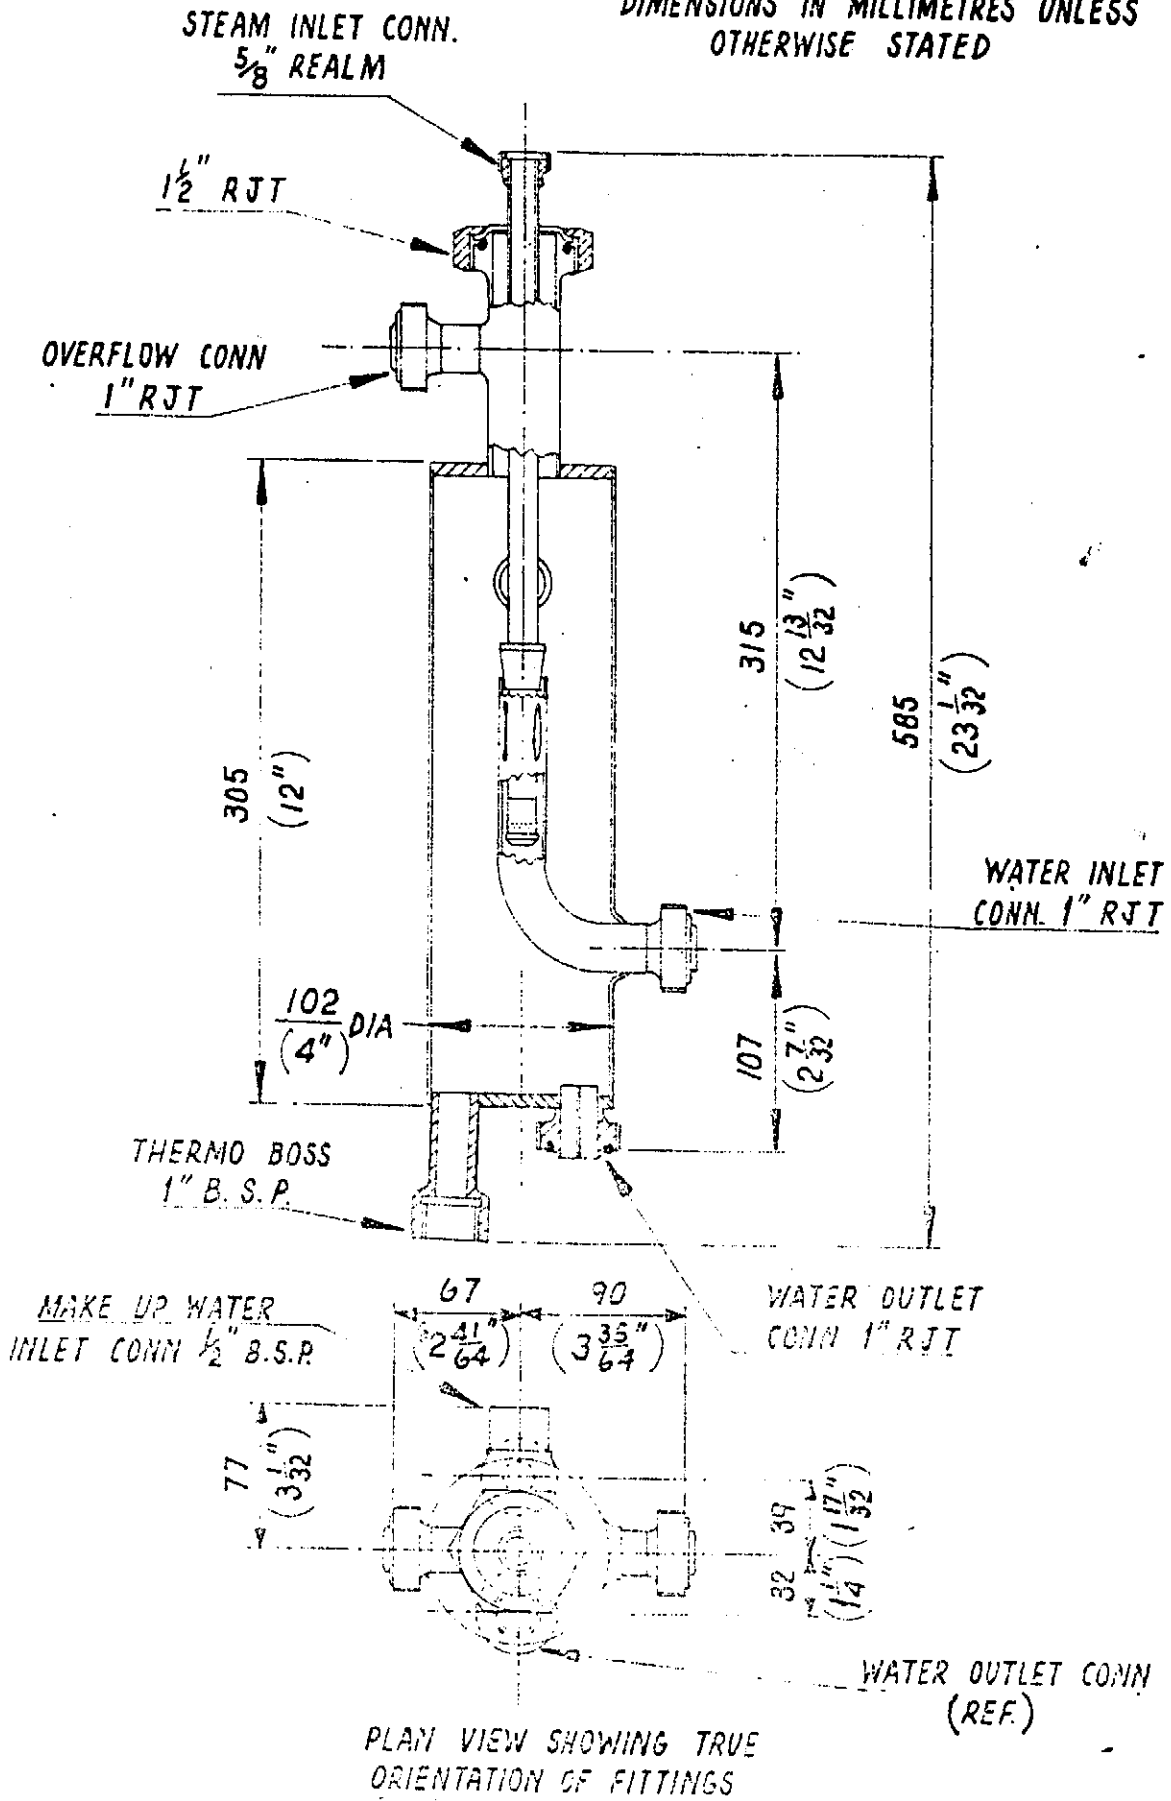 DIMENSIONS IN MILLIMETRES UNLESS
OTHERWISE STATED
STEAM INLET CONN.
5/8" REALM
1 1/2" RJT
OVERFLOW CONN
1" RJT
305
(12")
315
(12 13/32")
585
(23 1/32")
WATER INLET
CONN. 1" RJT
102 DIA
(4")
107
(2 7/32")
THERMO BOSS
1" B.S.P.
MAKE UP WATER
INLET CONN 1/2" B.S.P.
67
(2 41/64")
90
(3 35/64")
WATER OUTLET
CONN 1" RJT
77
(3 1/32")
39
(1 17/32")
32
(1 1/4")
WATER OUTLET CONN
(REF.)
PLAN VIEW SHOWING TRUE
ORIENTATION OF FITTINGS